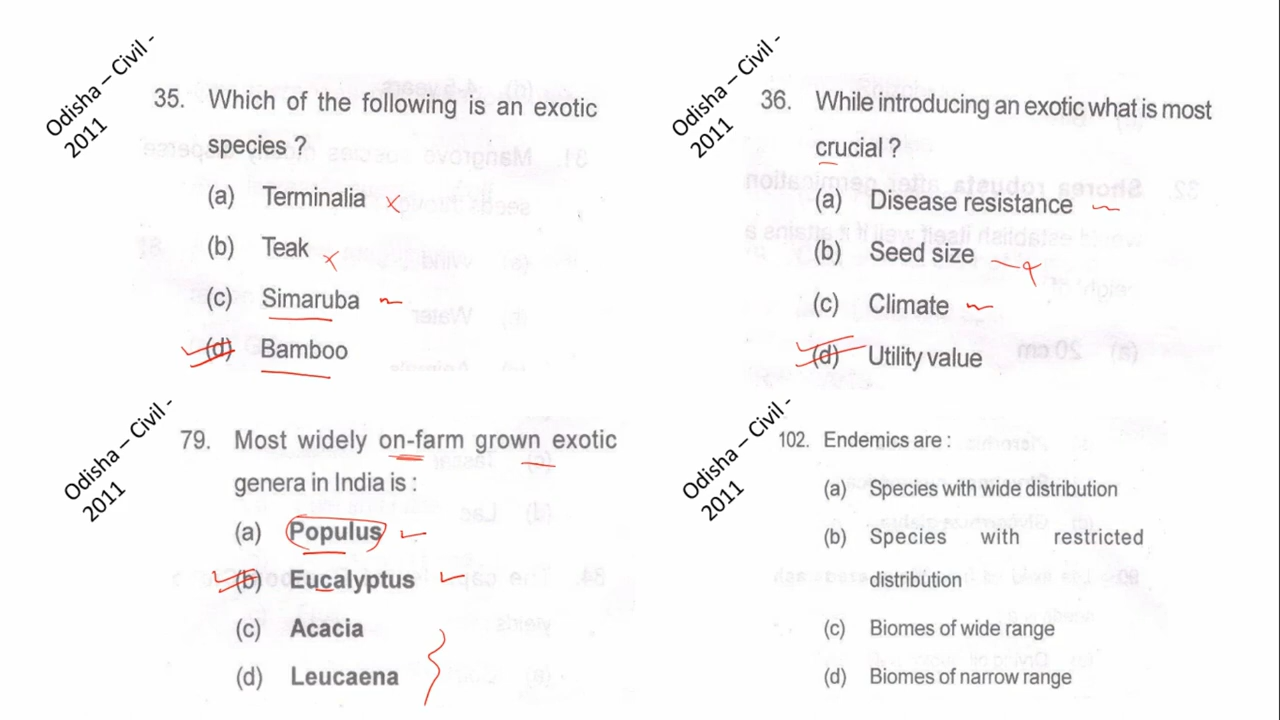 Odisha – Civil -
2011
35. Which of the following is an exotic
species ?
(a) Terminalia
(b) Teak
(c) Simaruba
(d) Bamboo
Odisha – Civil -
2011
36. While introducing an exotic what is most
crucial ?
(a) Disease resistance
(b) Seed size
(c) Climate
(d) Utility value
Odisha – Civil -
2011
79. Most widely on-farm grown exotic
genera in India is :
(a) Populus
(b) Eucalyptus
(c) Acacia
(d) Leucaena
Odisha – Civil -
2011
102. Endemics are :
(a) Species with wide distribution
(b) Species with restricted
distribution
(c) Biomes of wide range
(d) Biomes of narrow range